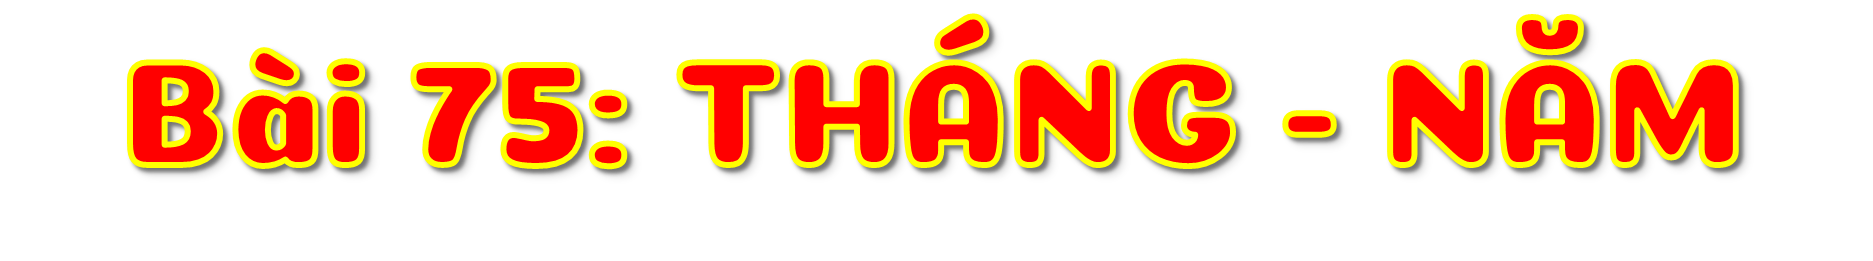 Bài 75: THÁNG - NĂM